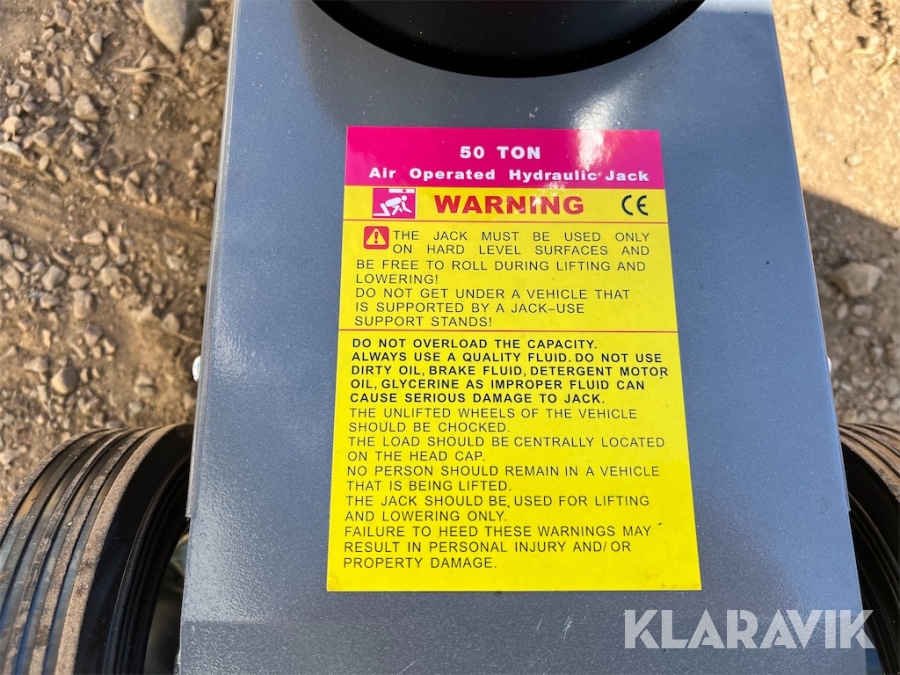 50 TON
Air Operated Hydraulic Jack
WARNING CE
THE JACK MUST BE USED ONLY
ON HARD LEVEL SURFACES AND
BE FREE TO ROLL DURING LIFTING AND
LOWERING!
DO NOT GET UNDER A VEHICLE THAT
IS SUPPORTED BY A JACK–USE
SUPPORT STANDS!
DO NOT OVERLOAD THE CAPACITY.
ALWAYS USE A QUALITY FLUID. DO NOT USE
DIRTY OIL, BRAKE FLUID, DETERGENT MOTOR
OIL, GLYCERINE AS IMPROPER FLUID CAN
CAUSE SERIOUS DAMAGE TO JACK.
THE UNLIFTED WHEELS OF THE VEHICLE
SHOULD BE CHOCKED.
THE LOAD SHOULD BE CENTRALLY LOCATED
ON THE HEAD CAP.
NO PERSON SHOULD REMAIN IN A VEHICLE
THAT IS BEING LIFTED.
THE JACK SHOULD BE USED FOR LIFTING
AND LOWERING ONLY.
FAILURE TO HEED THESE WARNINGS MAY
RESULT IN PERSONAL INJURY AND/ OR
PROPERTY DAMAGE.
KLARAVIK